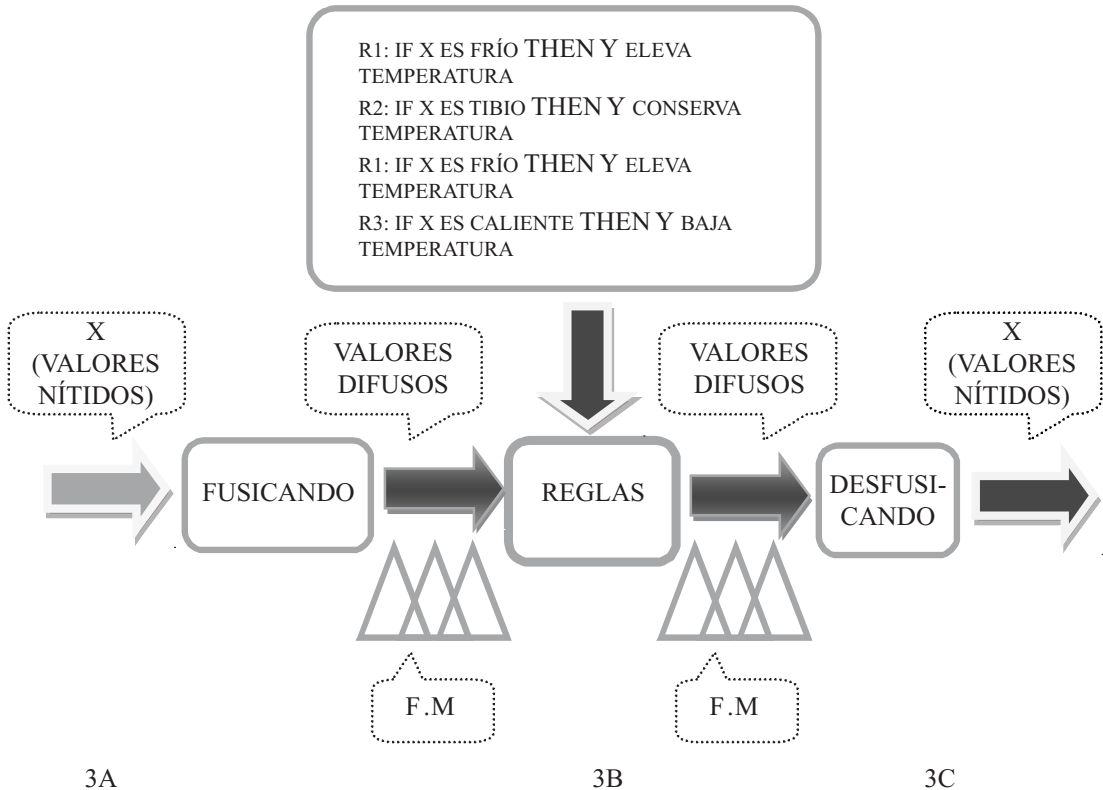 R1: IF X ES FRÍO THEN Y ELEVA
TEMPERATURA
R2: IF X ES TIBIO THEN Y CONSERVA
TEMPERATURA
R1: IF X ES FRÍO THEN Y ELEVA
TEMPERATURA
R3: IF X ES CALIENTE THEN Y BAJA
TEMPERATURA
X
(VALORES
NÍTIDOS)
VALORES
DIFUSOS
VALORES
DIFUSOS
X
(VALORES
NÍTIDOS)
FUSICANDO
REGLAS
DESFUSI-
CANDO
F.M
F.M
3A
3B
3C